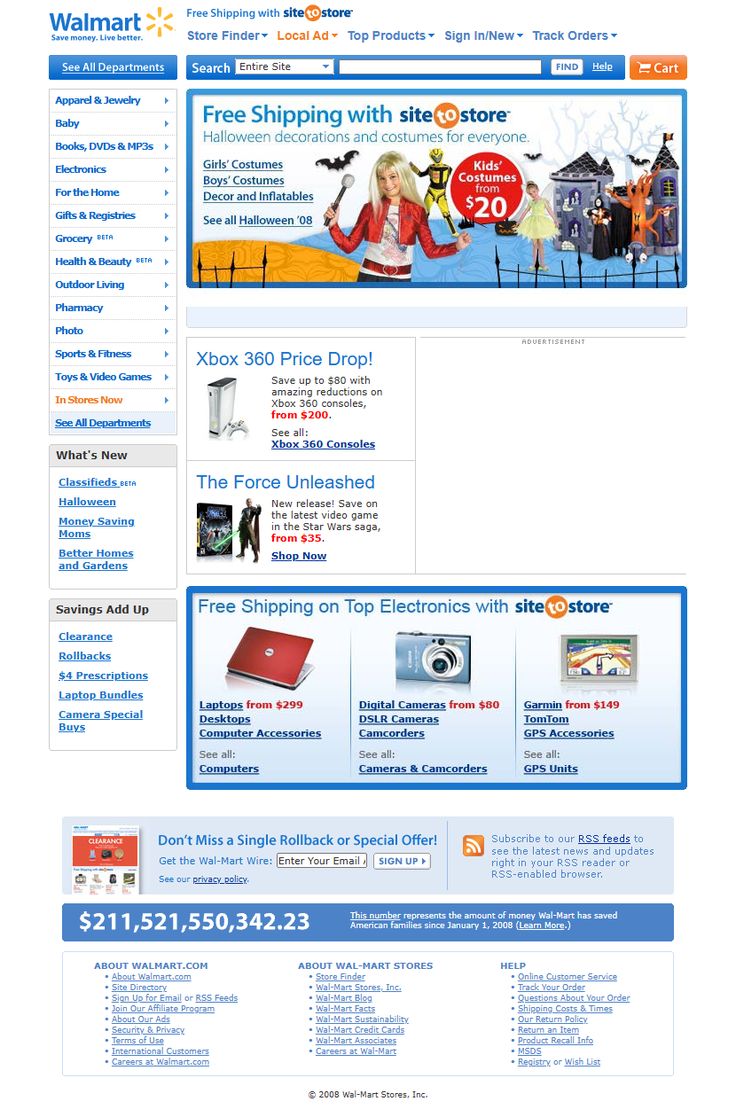 Walmart
Save money. Live better.
Free Shipping with site to store
Store Finder Local Ad Top Products Sign In/New Track Orders
See All Departments
Search Entire Site FIND Help
Cart
Apparel & Jewelry
Baby
Books, DVDs & MP3s
Electronics
For the Home
Gifts & Registries
Grocery BETA
Health & Beauty BETA
Outdoor Living
Pharmacy
Photo
Sports & Fitness
Toys & Video Games
In Stores Now
See All Departments
What's New
Classifieds BETA
Halloween
Money Saving
Moms
Better Homes
and Gardens
Savings Add Up
Clearance
Rollbacks
$4 Prescriptions
Laptop Bundles
Camera Special
Buys
Free Shipping with site to store
Halloween decorations and costumes for everyone.
Girls' Costumes
Boys' Costumes
Decor and Inflatables
See all Halloween '08
Kids'
Costumes
from
$20
ADVERTISEMENT
Xbox 360 Price Drop!
Save up to $80 with
amazing reductions on
Xbox 360 consoles,
from $200.
See all:
Xbox 360 Consoles
The Force Unleashed
New release! Save on
the latest video game
in the Star Wars saga,
from $35.
Shop Now
Free Shipping on Top Electronics with site to store
Laptops from $299
Desktops
Computer Accessories
See all:
Computers
Digital Cameras from $80
DSLR Cameras
Camcorders
See all:
Cameras & Camcorders
Garmin from $149
TomTom
GPS Accessories
See all:
GPS Units
CLEARANCE
Don't Miss a Single Rollback or Special Offer!
Get the Wal-Mart Wire: Enter Your Email SIGN UP
See our privacy policy.
Subscribe to our RSS feeds to
see the latest news and updates
right in your RSS reader or
RSS-enabled browser.
$211,521,550,342.23
This number represents the amount of money Wal-Mart has saved
American families since January 1, 2008 (Learn More.)
ABOUT WALMART.COM
• About Walmart.com
• Site Directory
• Sign Up for Email or RSS Feeds
• Join Our Affiliate Program
• About Our Ads
• Security & Privacy
• Terms of Use
• International Customers
• Careers at Walmart.com
ABOUT WAL-MART STORES
• Store Finder
• Wal-Mart Stores, Inc.
• Wal-Mart Blog
• Wal-Mart Facts
• Wal-Mart Sustainability
• Wal-Mart Credit Cards
• Wal-Mart Associates
• Careers at Wal-Mart
HELP
• Online Customer Service
• Track Your Order
• Questions About Your Order
• Shipping Costs & Times
• Our Return Policy
• Return an Item
• Product Recall Info
• MSDS
• Registry or Wish List
© 2008 Wal-Mart Stores, Inc.